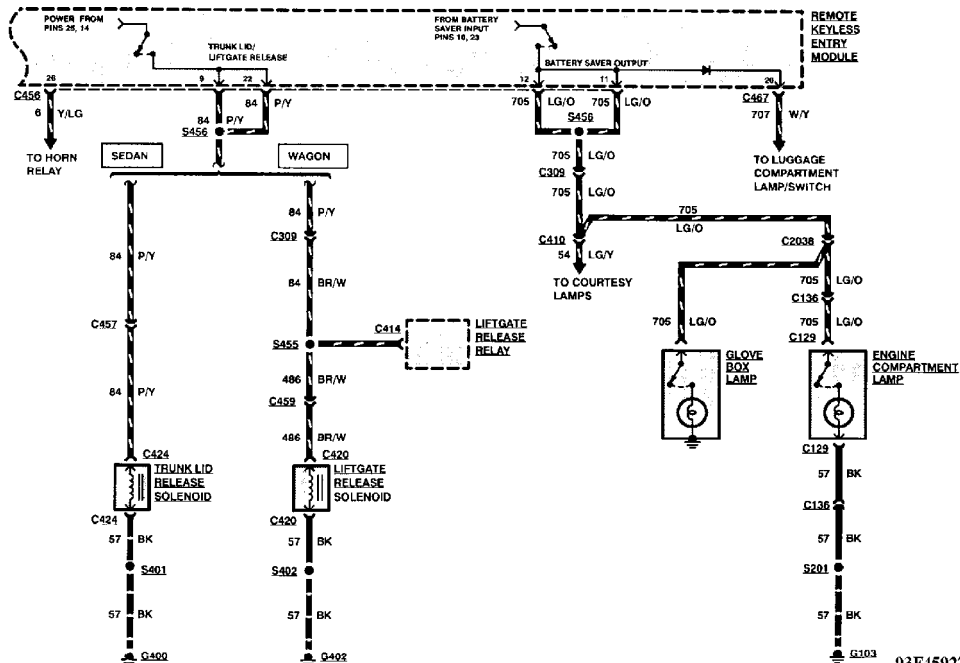 POWER FROM
PINS 25, 14
FROM BATTERY
SAVER INPUT
PINS 10, 23
REMOTE
KEYLESS
ENTRY
MODULE
TRUNK LID/
LIFTGATE RELEASE
BATTERY SAVER OUTPUT
26 9 22 12 11 20
C456 84 P/Y 705 LG/O 705 LG/O C467
6 Y/LG 84 P/Y 707 W/Y
S456 S456
TO HORN
RELAY
SEDAN WAGON
705 LG/O
TO LUGGAGE
COMPARTMENT
LAMP/SWITCH
C309
705 LG/O
84 P/Y
C309
705
LG/O
C410 C2038
84 P/Y 54 LG/Y
84 BR/W
TO COURTESY
LAMPS
705 LG/O
C136
C457 C414
LIFTGATE
RELEASE
RELAY
705 LG/O 705 LG/O
S455 C129
GLOVE
BOX
LAMP
ENGINE
COMPARTMENT
LAMP
486 BR/W
84 P/Y
C459
486 BR/W
C424 C420 C129
TRUNK LID
RELEASE
SOLENOID
LIFTGATE
RELEASE
SOLENOID
57 BK
C136
C424 C420
57 BK 57 BK
S401 S402 S201
57 BK 57 BK 57 BK
G400 G402 G103